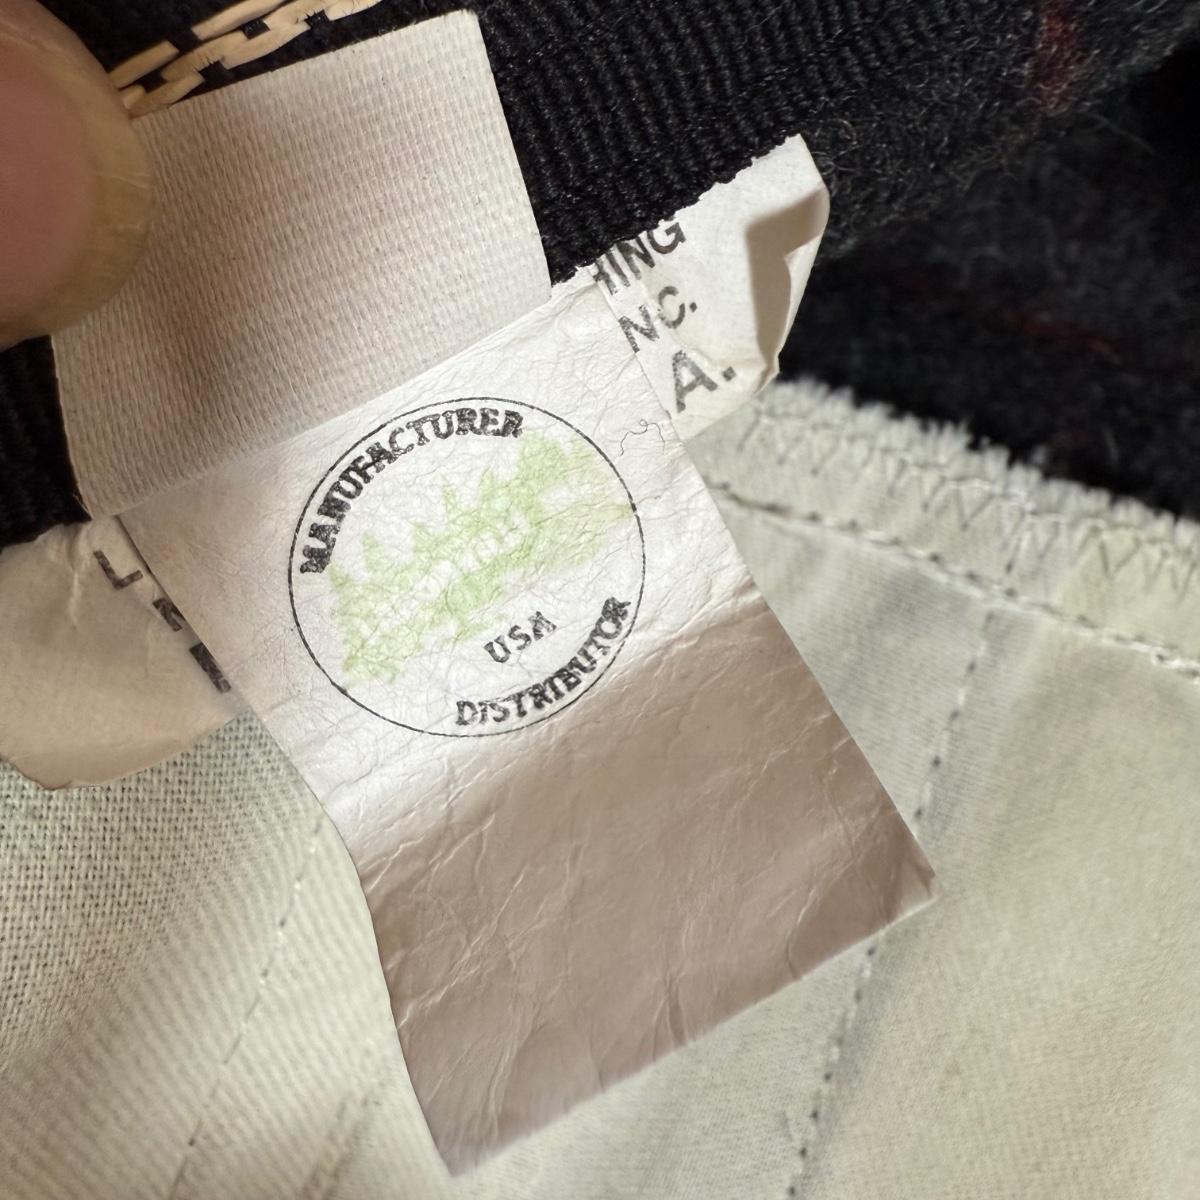 HING
NC.
A.
MANUFACTURER
USA
DISTRIBUTOR
L